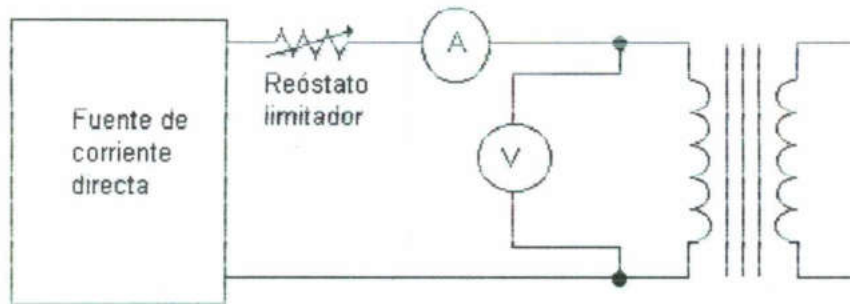 A
Reóstato
limitador
Fuente de
corriente
directa
V